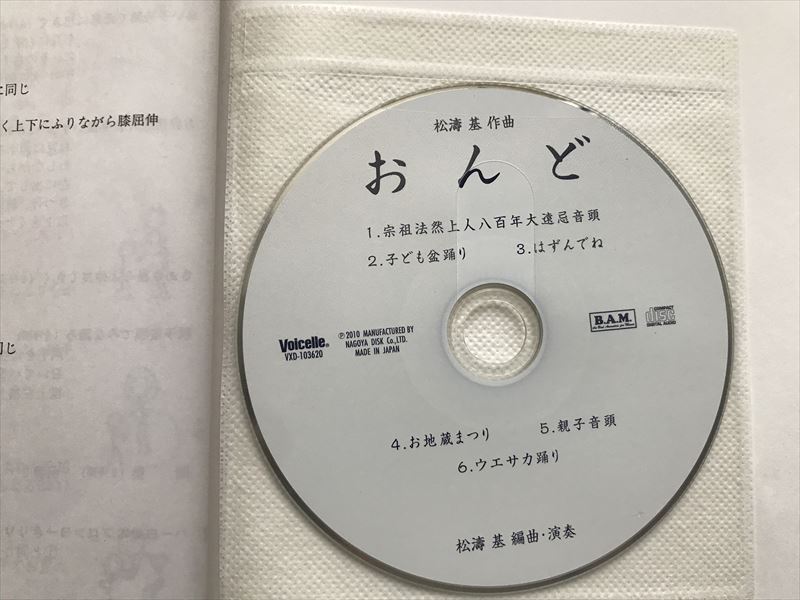 に同じ
く上下にふりながら膝屈伸
同じ
松濤 基 作曲
おんど
1.宗祖法然上人八百年大遠忌音頭
2.子ども盆踊り
3.はずんでね
Voicelle®
VXD-103620
℗2010 MANUFACTURED BY
NAGOYA DISK Co.,LTD.
MADE IN JAPAN
B.A.M.
COMPACT
disc
DIGITAL AUDIO
4.お地蔵まつり
5.親子音頭
6.ウエサカ踊り
松濤 基 編曲・演奏